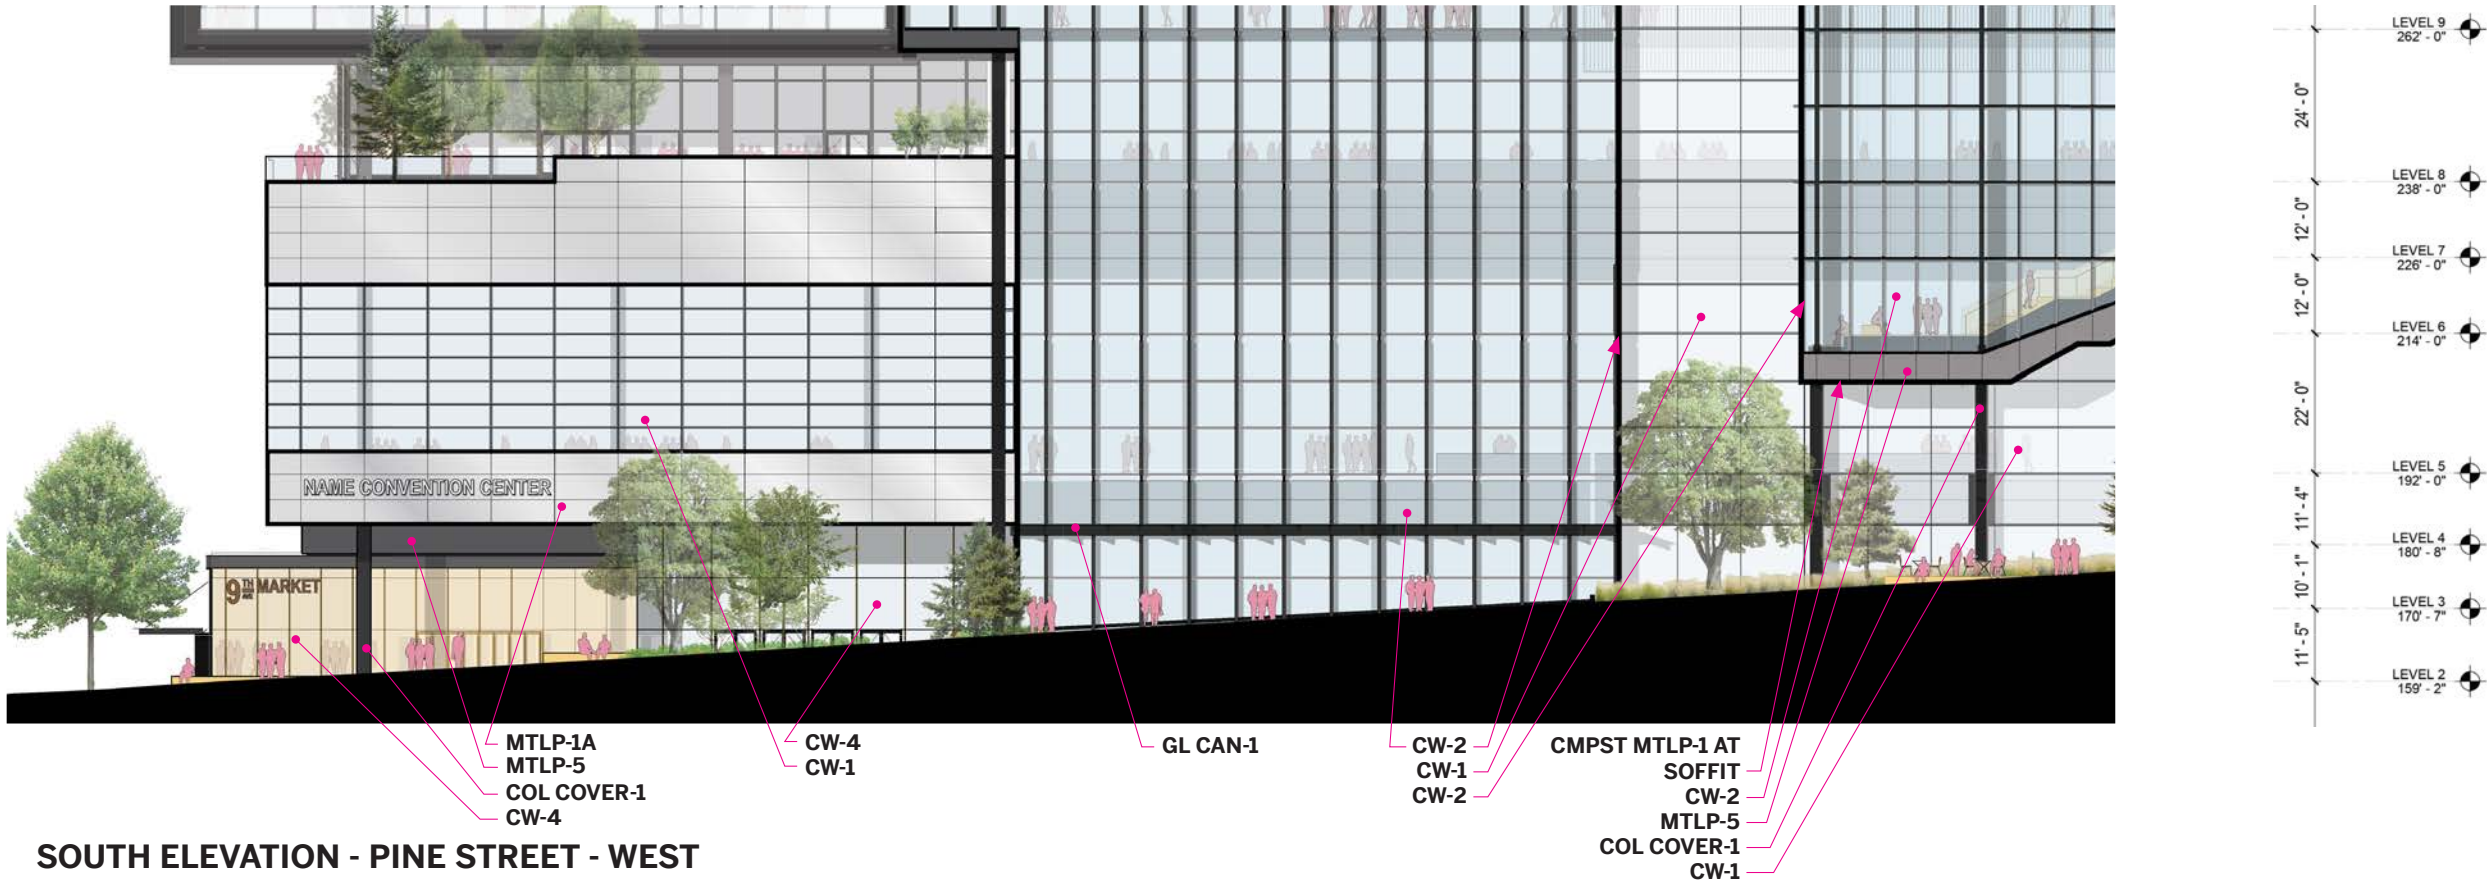 LEVEL 9
262' - 0"
24' - 0"
LEVEL 8
238' - 0"
12' - 0"
LEVEL 7
226' - 0"
12' - 0"
LEVEL 6
214' - 0"
22' - 0"
LEVEL 5
192' - 0"
11' - 4"
LEVEL 4
180' - 8"
10' - 1"
LEVEL 3
170' - 7"
11' - 5"
LEVEL 2
159' - 2"
NAME CONVENTION CENTER
9TH AVE MARKET
MTLP-1A
MTLP-5
COL COVER-1
CW-4
CW-4
CW-1
GL CAN-1
CW-2
CW-1
CW-2
CMPST MTLP-1 AT
SOFFIT
CW-2
MTLP-5
COL COVER-1
CW-1
SOUTH ELEVATION - PINE STREET - WEST